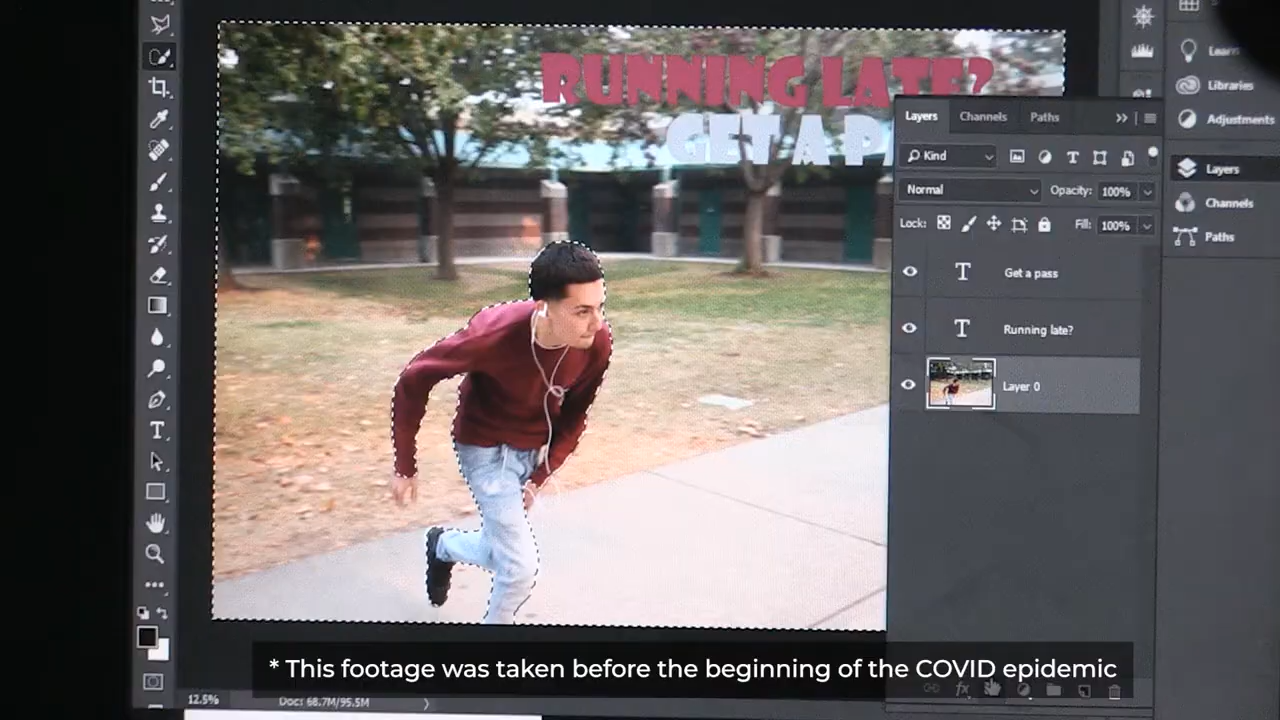 RUNNING LATE?
GET A PA
Layers
Channels
Paths
Kind
Normal
Opacity: 100%
Lock:
Fill: 100%
Get a pass
Running late?
Layer 0
Learn
Libraries
Adjustments
Layers
Channels
Paths
* This footage was taken before the beginning of the COVID epidemic
fx
12.5%
Doc: 68.7M/95.5M